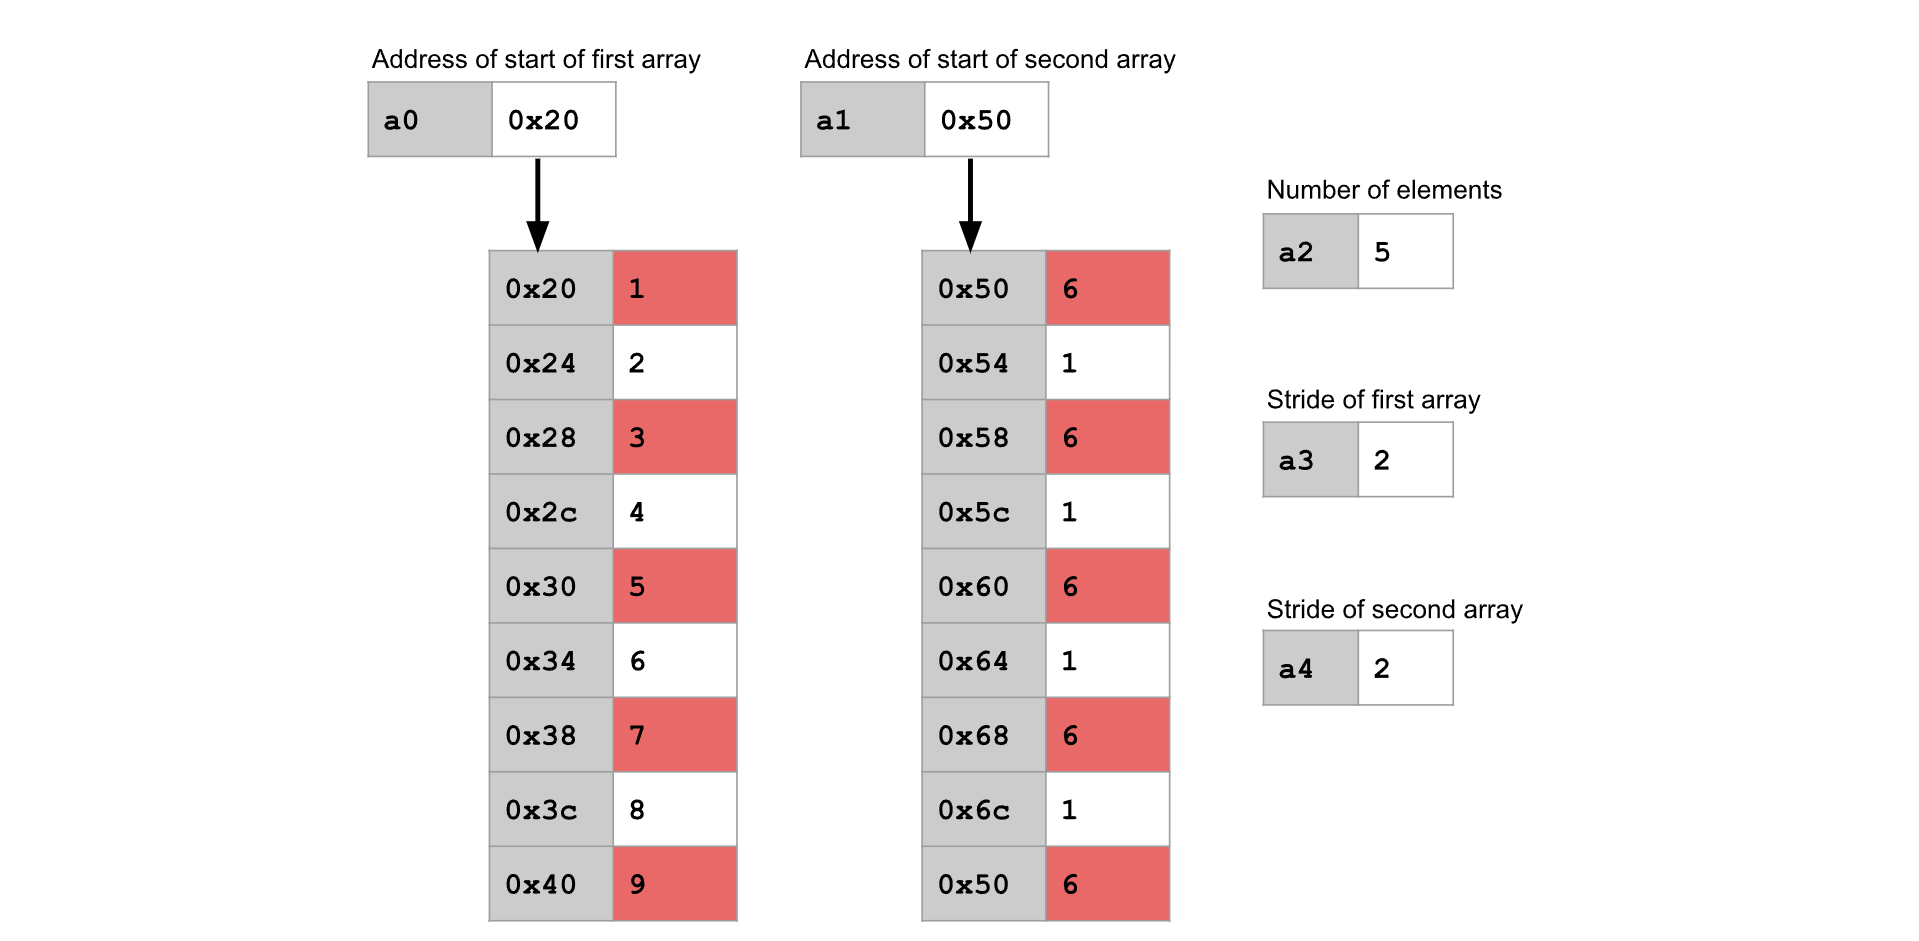 Address of start of first array
a0 0x20
Address of start of second array
a1 0x50
0x20 1
0x24 2
0x28 3
0x2c 4
0x30 5
0x34 6
0x38 7
0x3c 8
0x40 9
0x50 6
0x54 1
0x58 6
0x5c 1
0x60 6
0x64 1
0x68 6
0x6c 1
0x50 6
Number of elements
a2 5
Stride of first array
a3 2
Stride of second array
a4 2